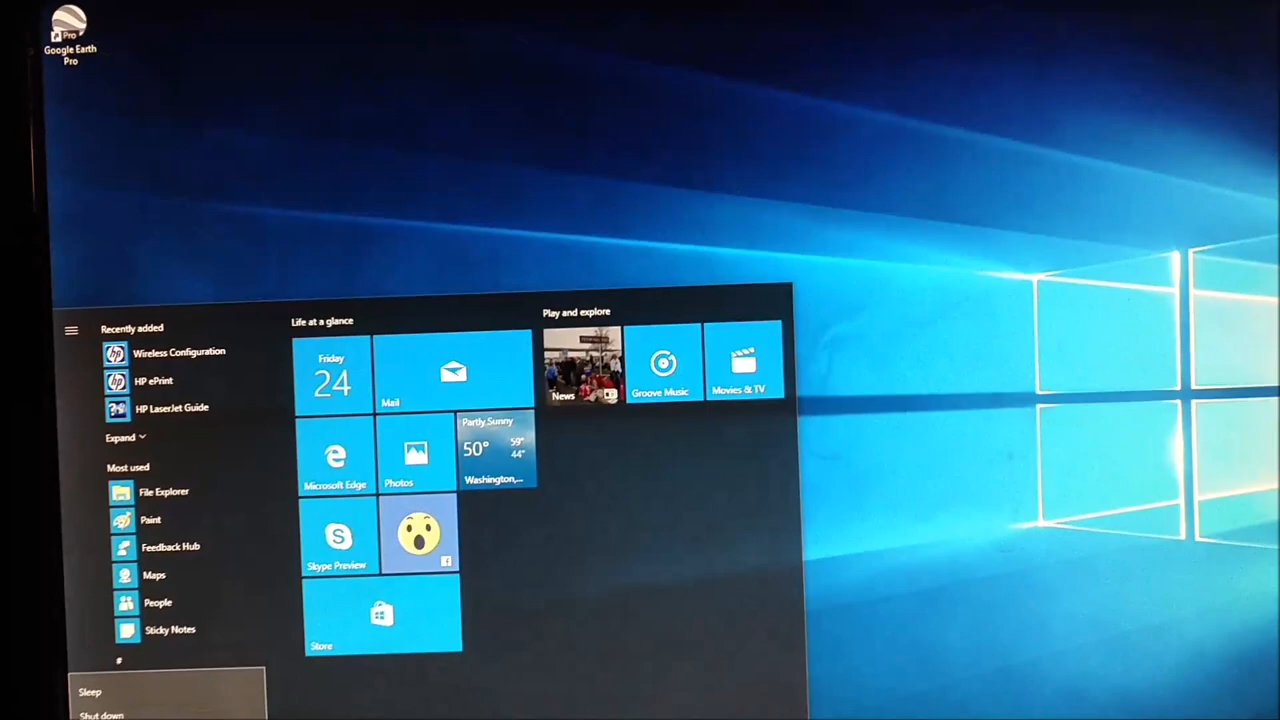 Pro
Google Earth
Pro
Recently added
Wireless Configuration
HP ePrint
HP LaserJet Guide
Expand
Most used
File Explorer
Paint
Feedback Hub
Maps
People
Sticky Notes
#
Sleep
Shut down
Life at a glance
Friday
24
Mail
Microsoft Edge
Photos
Partly Sunny
50° 59°
44°
Washington,...
Skype Preview
Store
Play and explore
News
Groove Music
Movies & TV